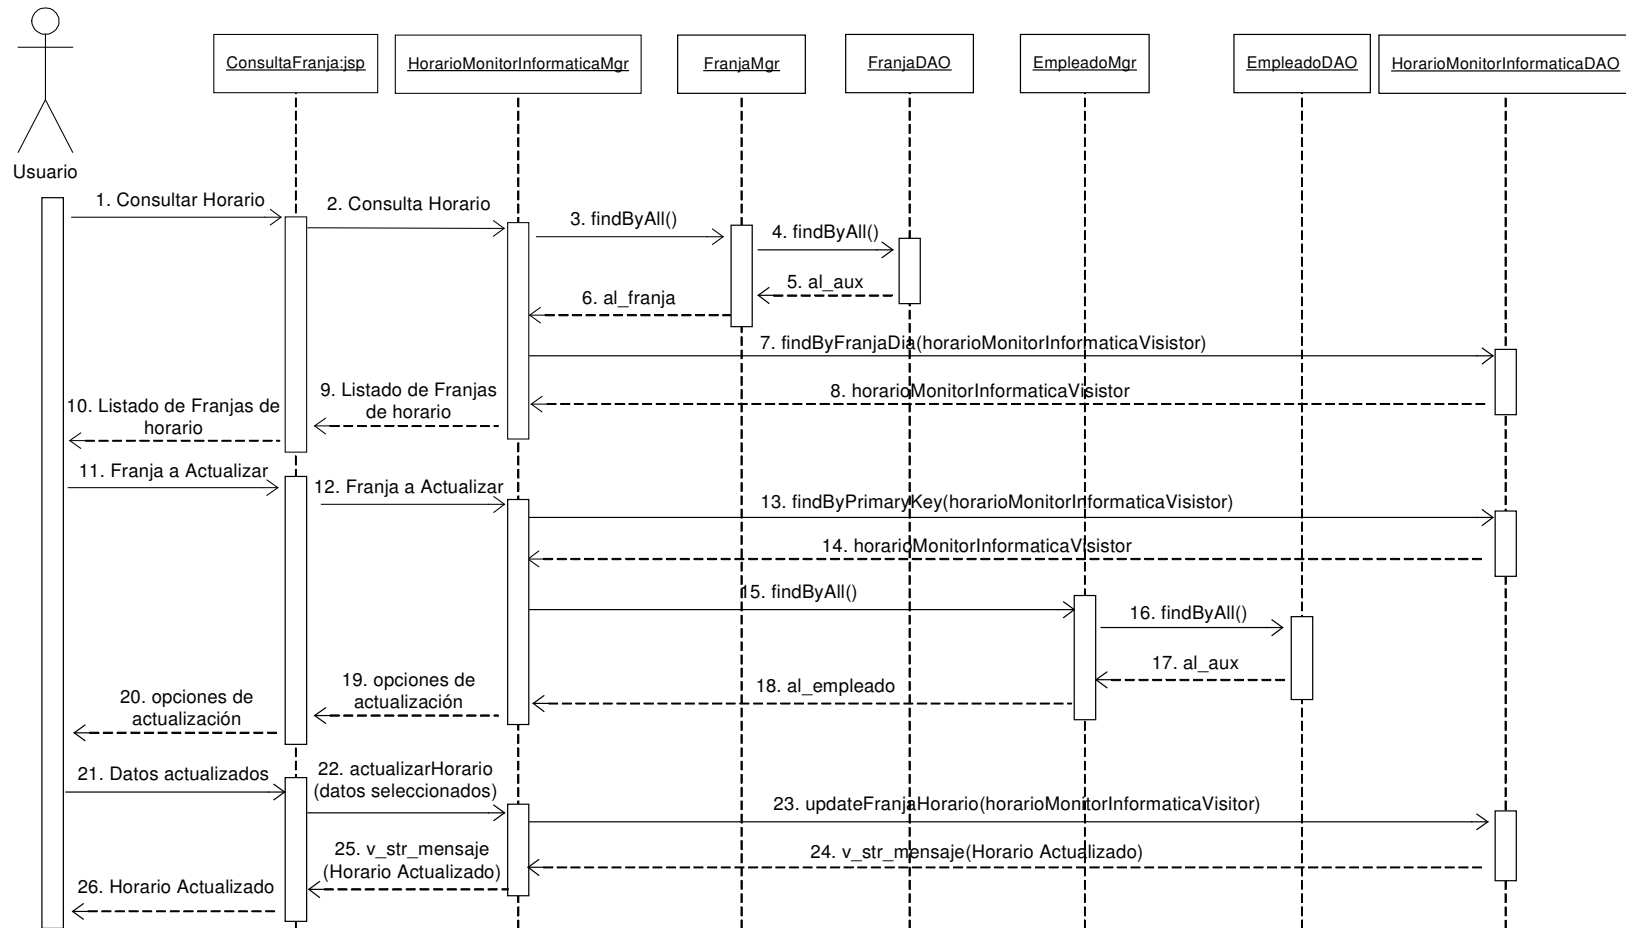 ConsultaFranja:jsp
HorarioMonitorInformaticaMgr
FranjaMgr
FranjaDAO
EmpleadoMgr
EmpleadoDAO
HorarioMonitorInformaticaDAO
Usuario
1. Consultar Horario
2. Consulta Horario
3. findByAll()
4. findByAll()
5. al_aux
6. al_franja
7. findByFranjaDia(horarioMonitorInformaticaVisistor)
8. horarioMonitorInformaticaVisistor
9. Listado de Franjas
de horario
10. Listado de Franjas de
horario
11. Franja a Actualizar
12. Franja a Actualizar
13. findByPrimaryKey(horarioMonitorInformaticaVisistor)
14. horarioMonitorInformaticaVisistor
15. findByAll()
16. findByAll()
17. al_aux
18. al_empleado
19. opciones de
actualización
20. opciones de
actualización
21. Datos actualizados
22. actualizarHorario
(datos seleccionados)
23. updateFranjaHorario(horarioMonitorInformaticaVisitor)
24. v_str_mensaje(Horario Actualizado)
25. v_str_mensaje
(Horario Actualizado)
26. Horario Actualizado